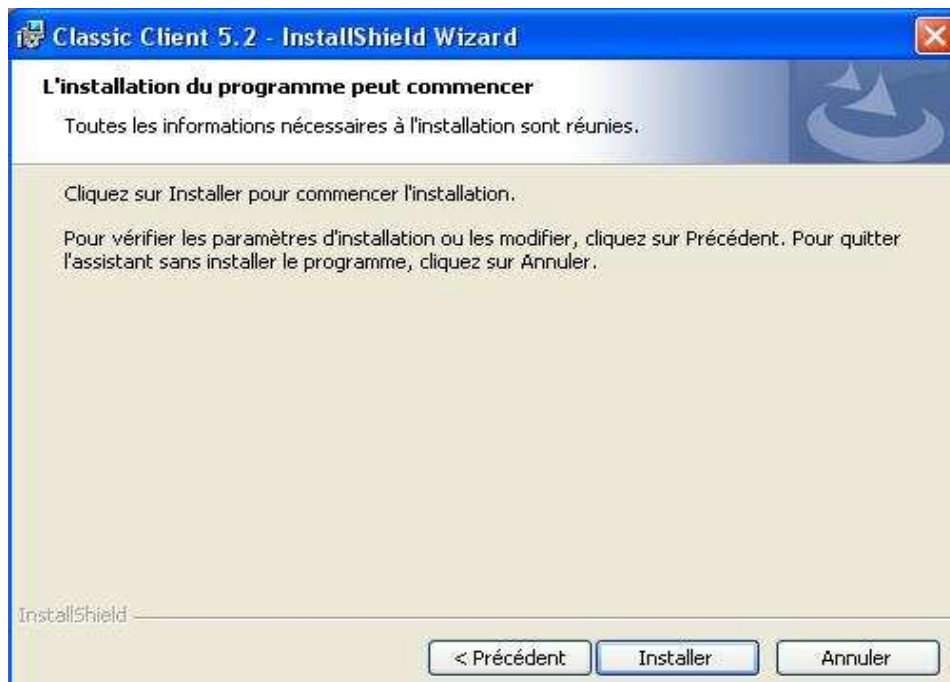 Classic Client 5.2 - InstallShield Wizard
L'installation du programme peut commencer
Toutes les informations nécessaires à l'installation sont réunies.
Cliquez sur Installer pour commencer l'installation.
Pour vérifier les paramètres d'installation ou les modifier, cliquez sur Précédent. Pour quitter
l'assistant sans installer le programme, cliquez sur Annuler.
InstallShield
< Précédent Installer Annuler